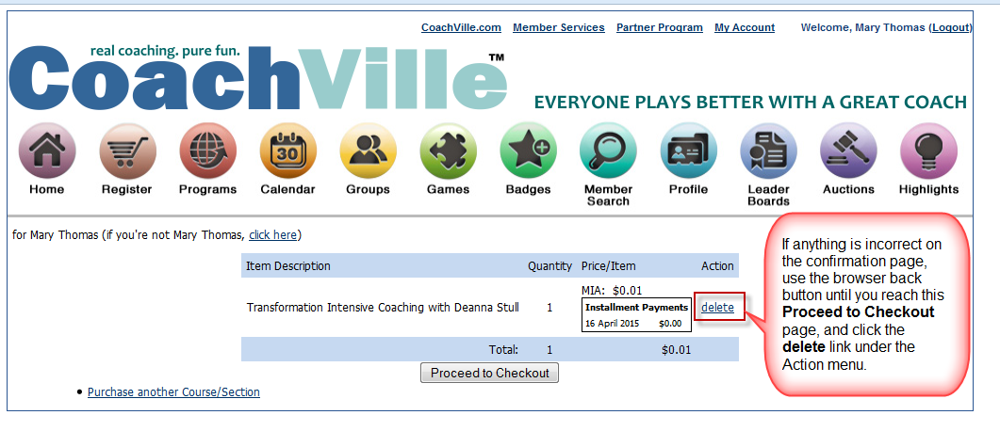 CoachVille.com Member Services Partner Program My Account Welcome, Mary Thomas (Logout)
real coaching. pure fun.
CoachVille™
EVERYONE PLAYS BETTER WITH A GREAT COACH
30
Home Register Programs Calendar Groups Games Badges Member Search Profile Leader Boards Auctions Highlights
for Mary Thomas (if you're not Mary Thomas, click here)
Item Description Quantity Price/Item Action
MIA: $0.01
Transformation Intensive Coaching with Deanna Stull 1 delete
Installment Payments
16 April 2015 $0.00
Total: 1 $0.01
Proceed to Checkout
• Purchase another Course/Section
If anything is incorrect on
the confirmation page,
use the browser back
button until you reach this
Proceed to Checkout
page, and click the
delete link under the
Action menu.